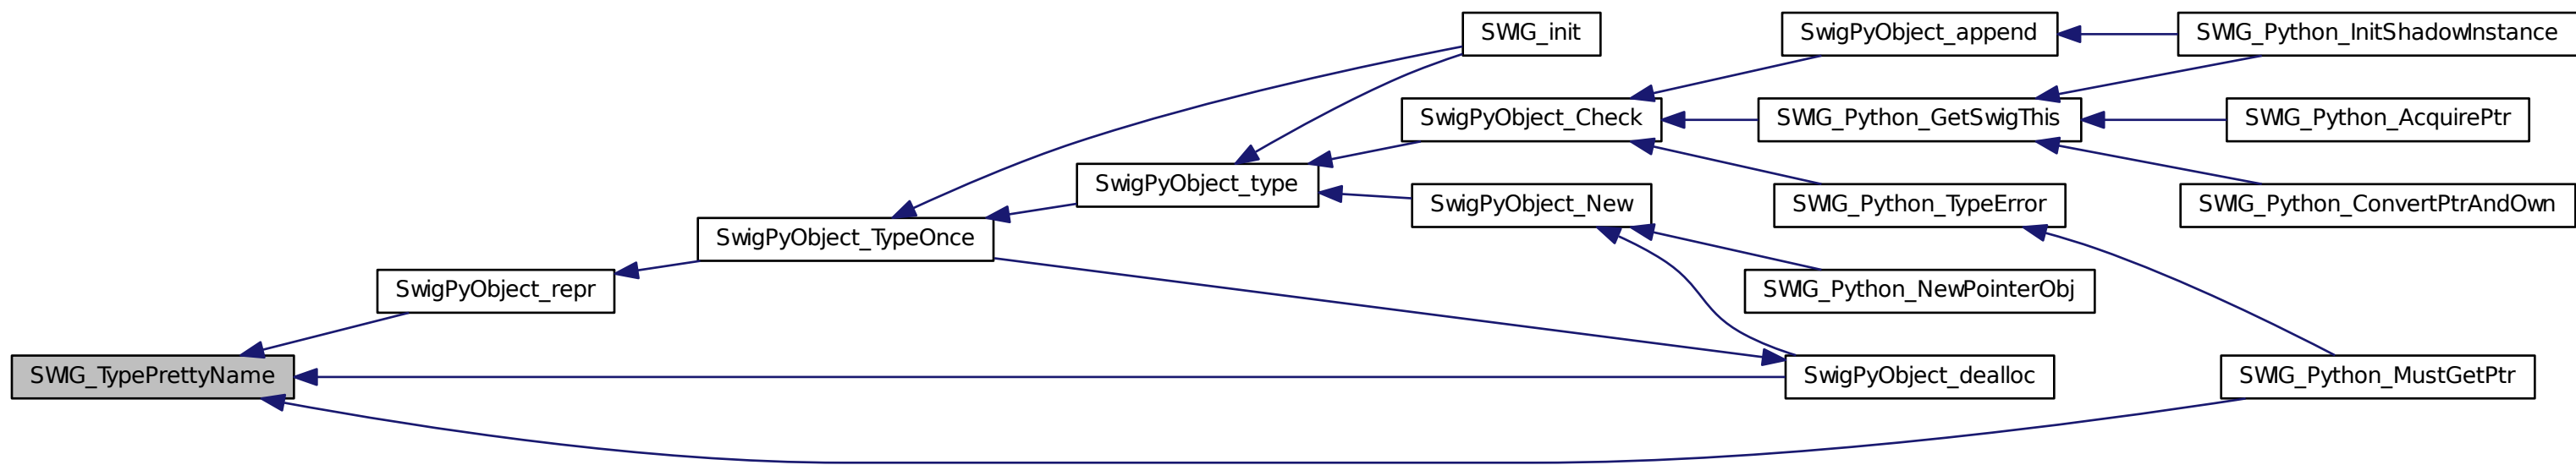 SWIG_init
SwigPyObject_append
SWIG_Python_InitShadowInstance
SwigPyObject_Check
SWIG_Python_GetSwigThis
SWIG_Python_AcquirePtr
SwigPyObject_type
SwigPyObject_New
SWIG_Python_TypeError
SWIG_Python_ConvertPtrAndOwn
SwigPyObject_TypeOnce
SwigPyObject_repr
SWIG_Python_NewPointerObj
SWIG_TypePrettyName
SwigPyObject_dealloc
SWIG_Python_MustGetPtr